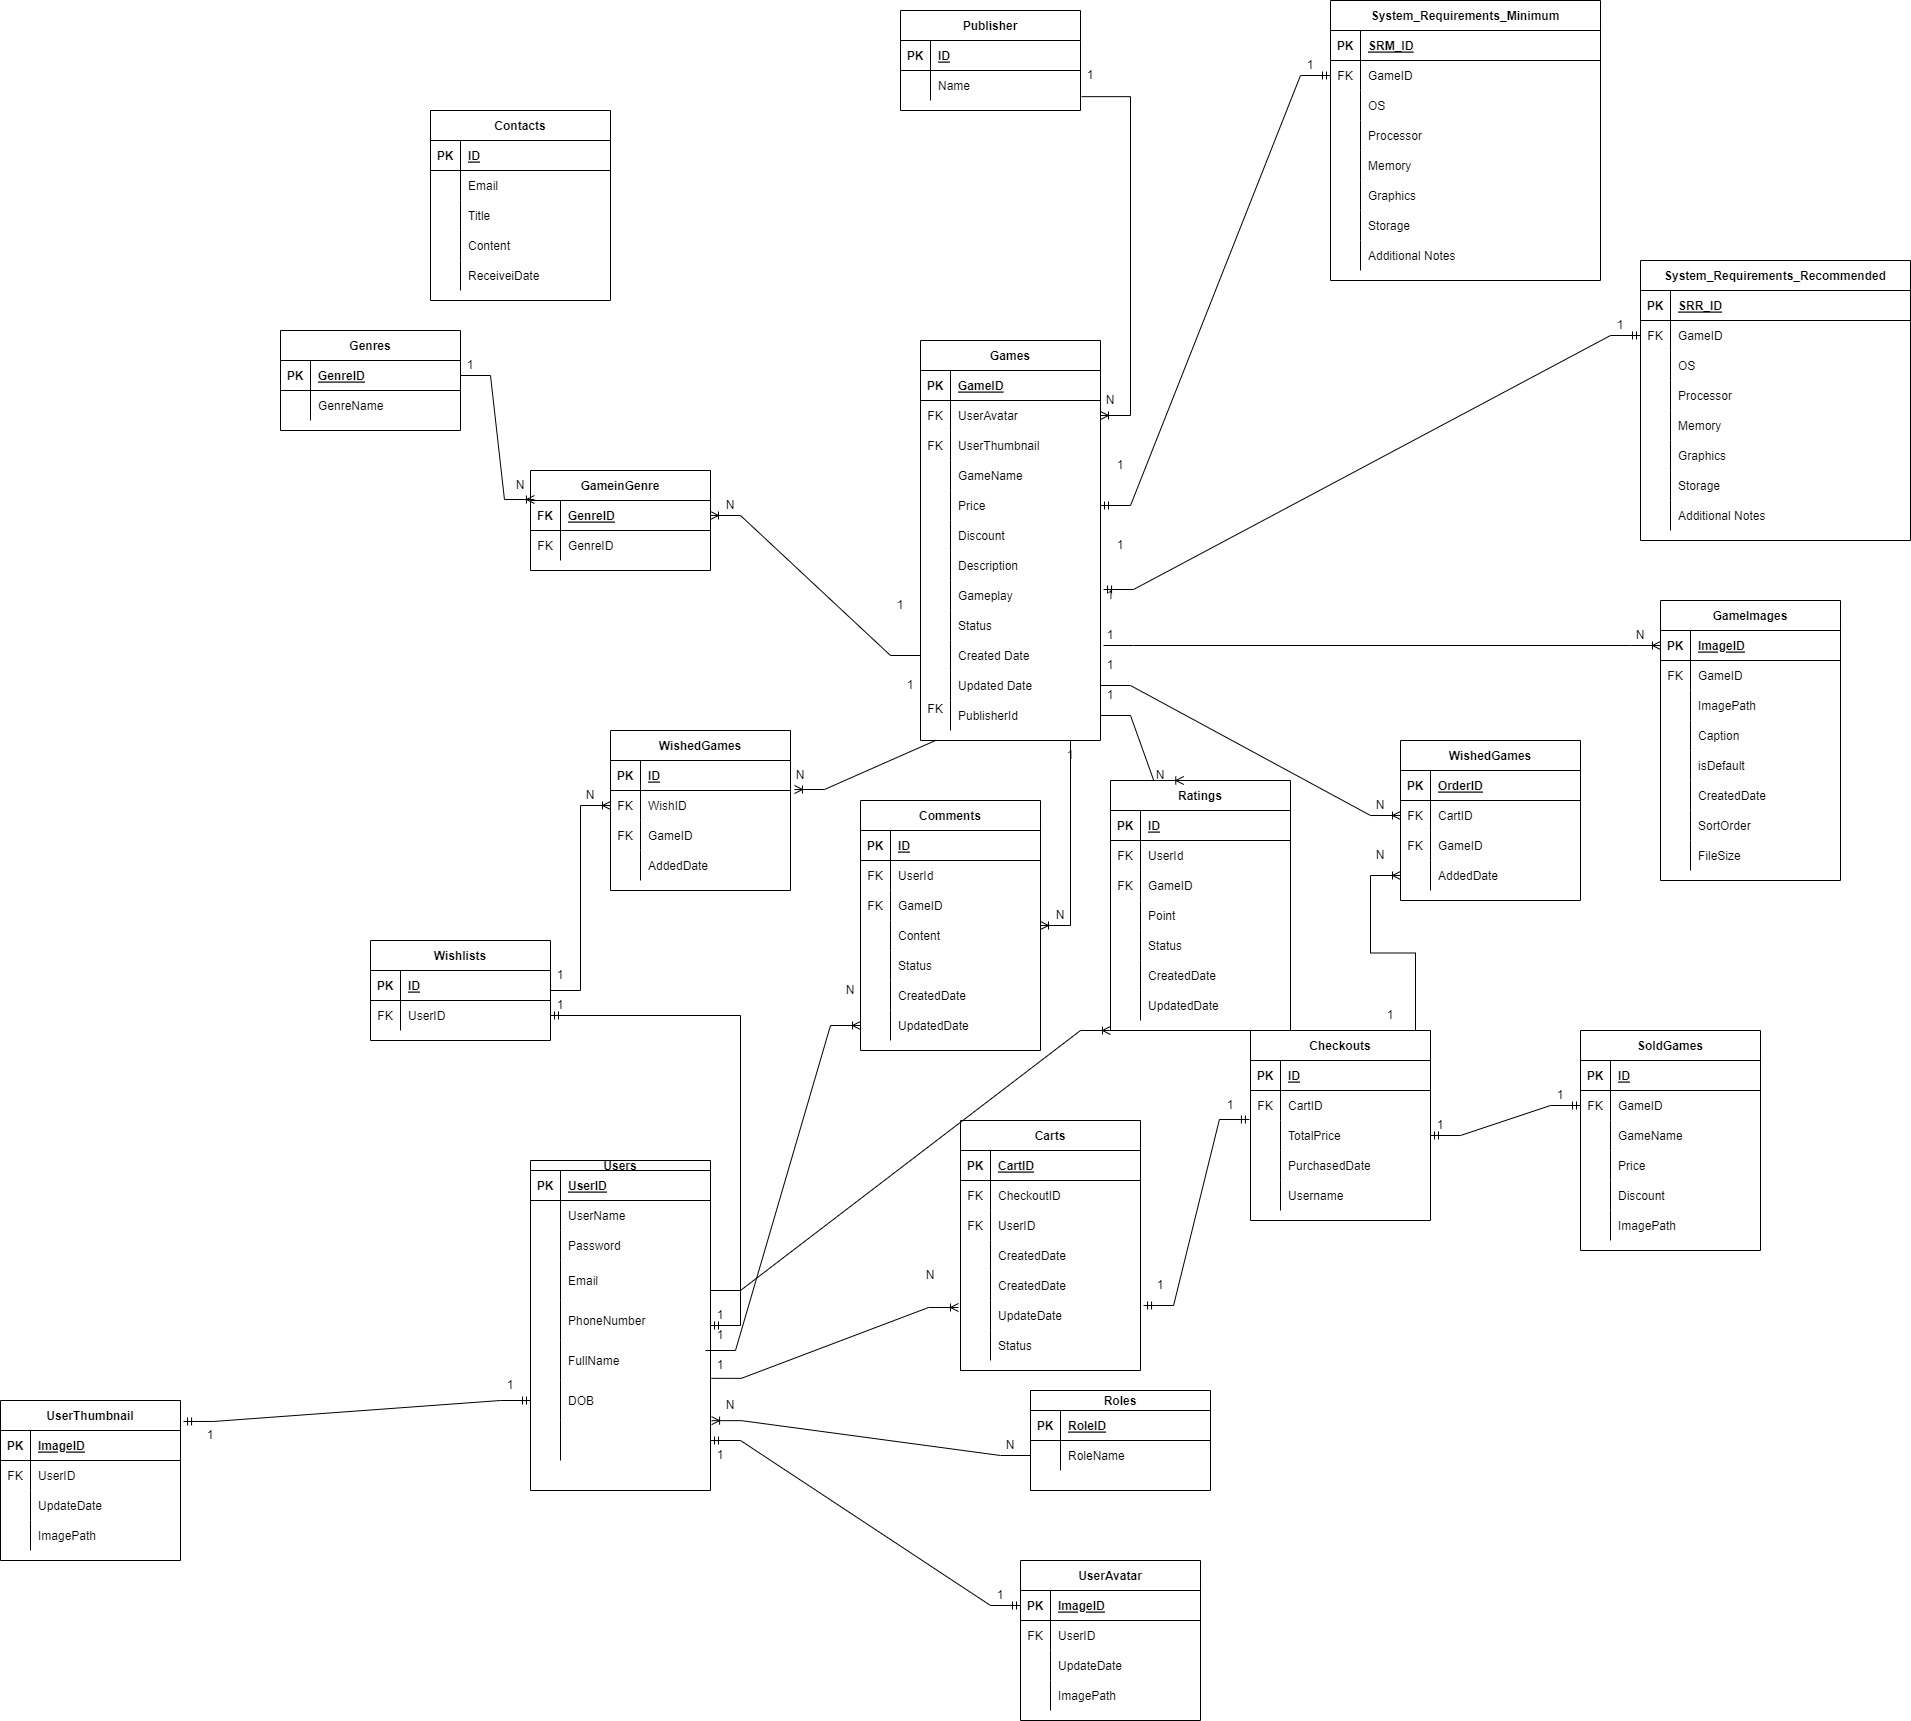 Publisher
PK ID
Name
1
System_Requirements_Minimum
PK SRM_ID
FK GameID
OS
Processor
Memory
Graphics
Storage
Additional Notes
1
Contacts
PK ID
Email
Title
Content
ReceiveiDate
System_Requirements_Recommended
PK SRR_ID
FK GameID
OS
Processor
Memory
Graphics
Storage
Additional Notes
1
Genres
PK GenreID
GenreName
1
Games
PK GameID
FK UserAvatar
FK UserThumbnail
GameName
Price
Discount
Description
Gameplay
Status
Created Date
Updated Date
FK PublisherId
N
1
1
1
1
1
1
1
1
1
N
GameinGenre
FK GenreID
FK GenreID
N
GameImages
PK ImageID
FK GameID
ImagePath
Caption
isDefault
CreatedDate
SortOrder
FileSize
N
WishedGames
PK ID
FK WishID
FK GameID
AddedDate
N
N
Comments
PK ID
FK UserId
FK GameID
Content
Status
CreatedDate
UpdatedDate
N
N
Ratings
PK ID
FK UserId
FK GameID
Point
Status
CreatedDate
UpdatedDate
N
WishedGames
PK OrderID
FK CartID
FK GameID
AddedDate
N
N
Wishlists
PK ID
FK UserID
1
1
Checkouts
PK ID
FK CartID
TotalPrice
PurchasedDate
Username
1
1
1
SoldGames
PK ID
FK GameID
GameName
Price
Discount
ImagePath
1
Carts
PK CartID
FK CheckoutID
FK UserID
CreatedDate
CreatedDate
UpdateDate
Status
N
1
Users
PK UserID
UserName
Password
Email
PhoneNumber
FullName
DOB
1
1
1
1
N
1
Roles
PK RoleID
RoleName
N
UserThumbnail
PK ImageID
FK UserID
UpdateDate
ImagePath
1
UserAvatar
PK ImageID
FK UserID
UpdateDate
ImagePath
1